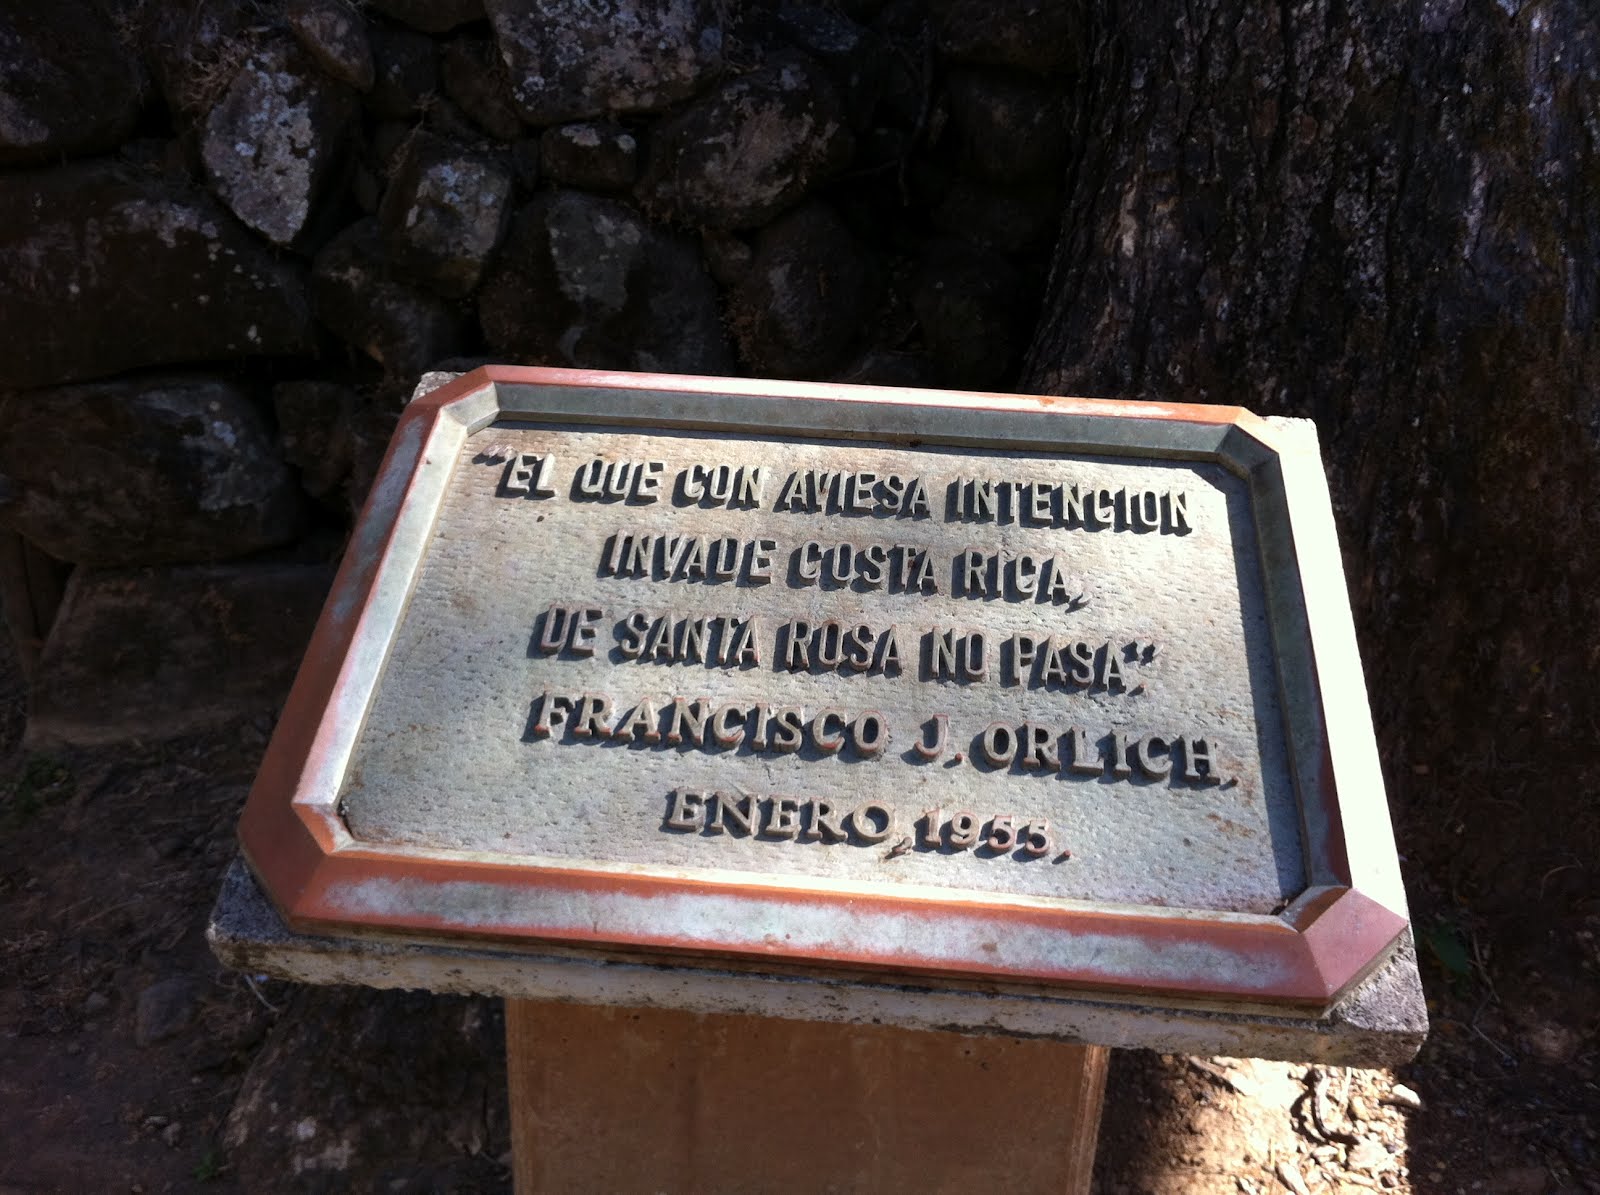 "EL QUE CON AVIESA INTENCION
INVADE COSTA RICA,
DE SANTA ROSA NO PASA".
FRANCISCO J. ORLICH.
ENERO, 1955.